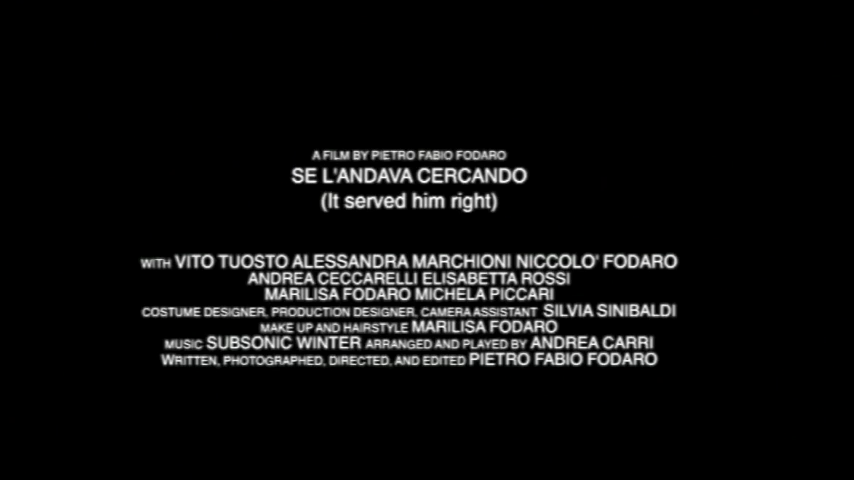 A FILM BY PIETRO FABIO FODARO
SE L'ANDAVA CERCANDO
(It served him right)
WITH VITO TUOSTO ALESSANDRA MARCHIONI NICCOLO' FODARO
ANDREA CECCARELLI ELISABETTA ROSSI
MARILISA FODARO MICHELA PICCARI
COSTUME DESIGNER, PRODUCTION DESIGNER, CAMERA ASSISTANT SILVIA SINIBALDI
MAKE UP AND HAIRSTYLE MARILISA FODARO
MUSIC SUBSONIC WINTER ARRANGED AND PLAYED BY ANDREA CARRI
WRITTEN, PHOTOGRAPHED, DIRECTED, AND EDITED PIETRO FABIO FODARO